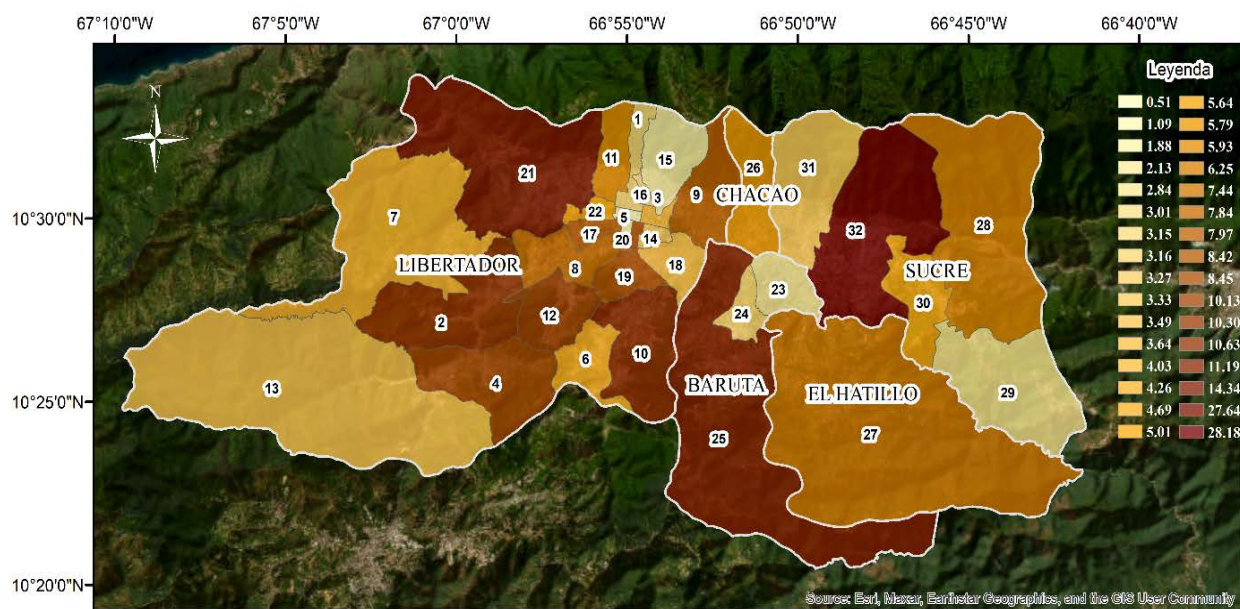 67°10'0"W 67°5'0"W 67°0'0"W 66°55'0"W 66°50'0"W 66°45'0"W 66°40'0"W
Leyenda
N
0.51 5.64
1.09 5.79
1.88 5.93
2.13 6.25
2.84 7.44
3.01 7.84
3.15 7.97
3.16 8.42
3.27 8.45
3.33 10.13
3.49 10.30
3.64 10.63
4.03 11.19
4.26 14.34
4.69 27.64
5.01 28.18
10°30'0"N
10°25'0"N
10°20'0"N
1
11 15 26 31
21
16 3 9 CHACAO
7 22 5 28
17 20 14 32
LIBERTADOR 8 19 18 SUCRE
23
24 30
2 12
6 10
13 4 BARUTA EL HATILLO 29
25 27
Source: Esri, Maxar, Earthstar Geographics, and the GIS User Community